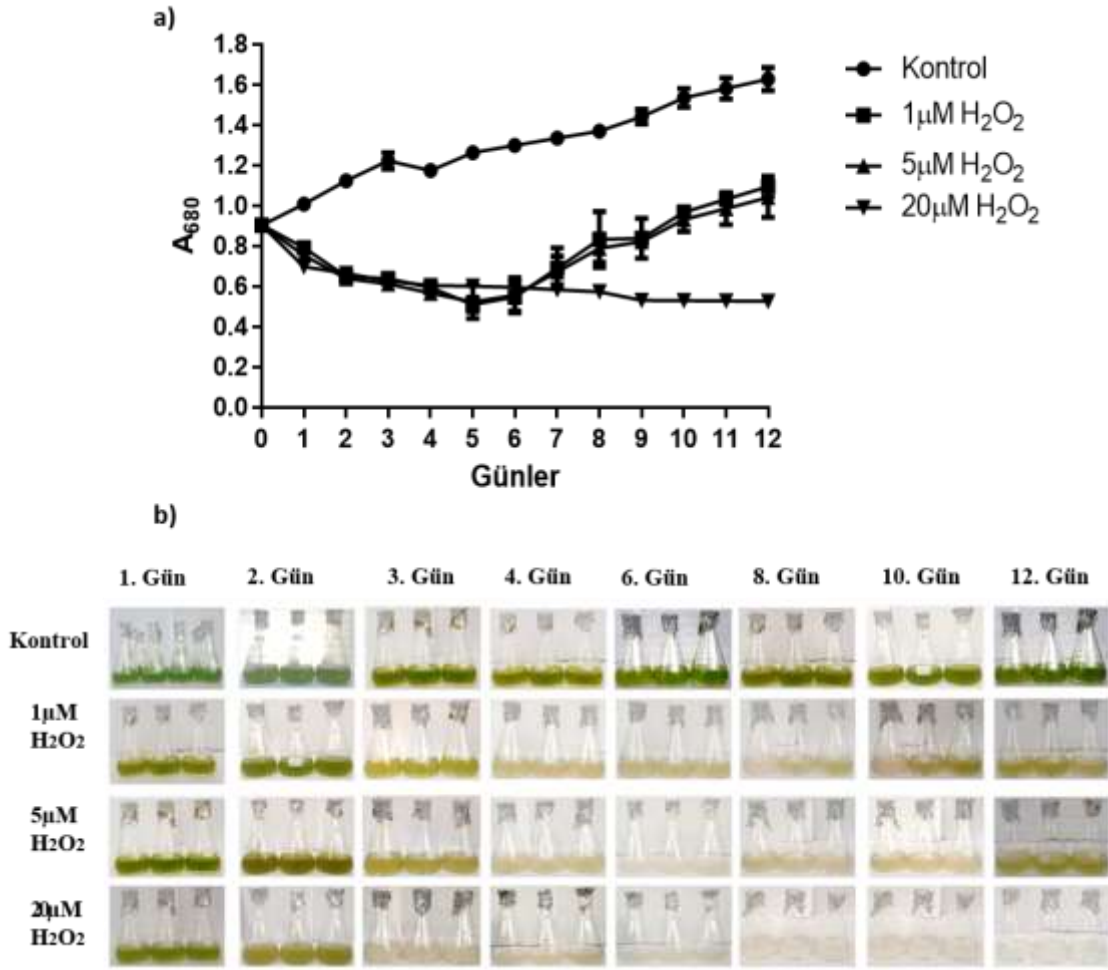 a)
1.8
1.6
1.4
1.2
1.0
0.8
0.6
0.4
0.2
0.0
A680
0 1 2 3 4 5 6 7 8 9 10 11 12
Günler
Kontrol
1µM H2O2
5µM H2O2
20µM H2O2
b)
1. Gün 2. Gün 3. Gün 4. Gün 6. Gün 8. Gün 10. Gün 12. Gün
Kontrol
1µM
H2O2
5µM
H2O2
20µM
H2O2